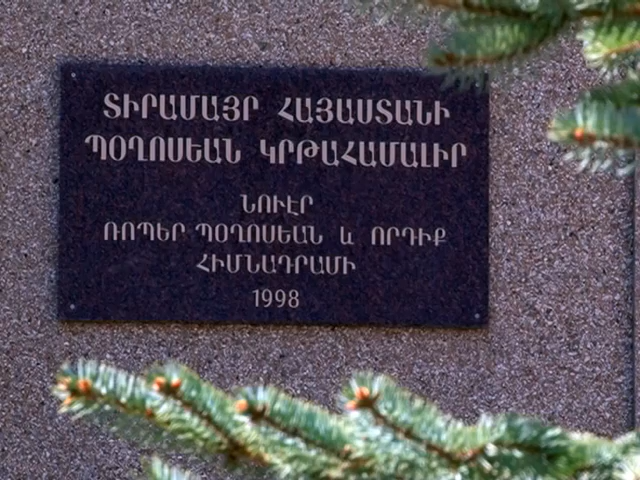 ՏԻՐԱՄԱՅՐ ՀԱՅԱՍՏԱՆԻ
ՊՕՂՈՍԵԱՆ ԿՐԹԱՀԱՄԱԼԻՐ
ՆՈՒԷՐ
ՌՈՊԵՐ ՊՕՂՈՍԵԱՆ և ՈՐԴԻՔ
ՀԻՄՆԱԴՐԱՄԻ
1998